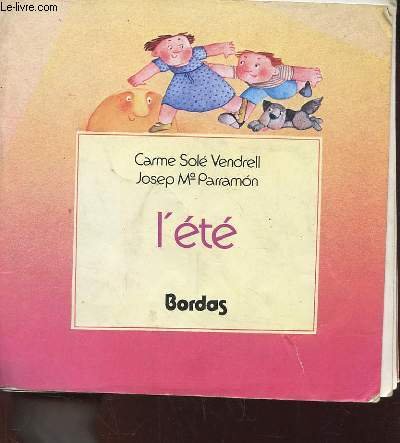 Le-livre.com
Carme Solé Vendrell
Josep Mª Parramón
l'été
Bordas